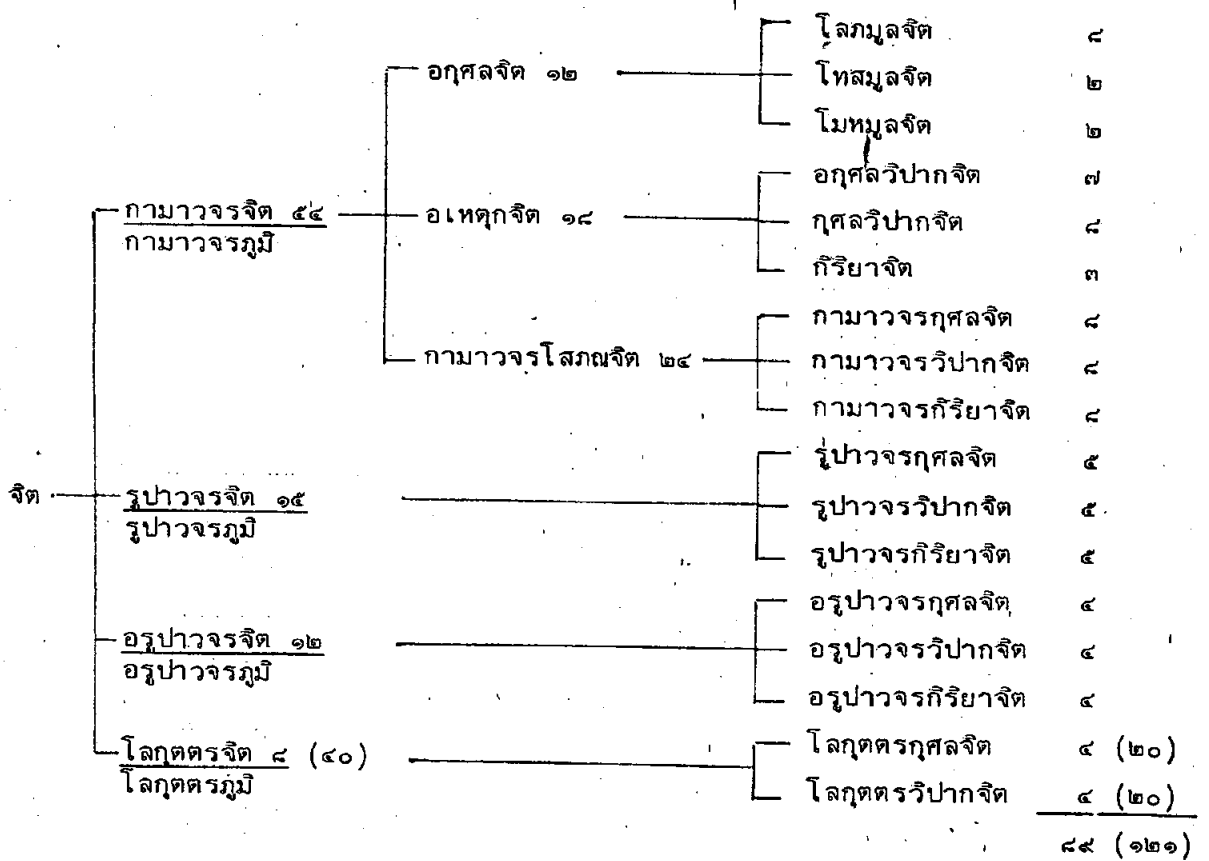 โลภมูลจิต ๘
อกุศลจิต ๑๒
โทสมูลจิต ๒
โมหมูลจิต ๒
อกุศลวิปากจิต ๗
กามาวจรจิต ๕๔
กามาวจรภูมิ
อเหตุกจิต ๑๘
กุศลวิปากจิต ๘
กิริยาจิต ๓
กามาวจรกุศลจิต ๘
กามาวจรโสภณจิต ๒๔
กามาวจรวิปากจิต ๘
กามาวจรกิริยาจิต ๘
รูปาวจรกุศลจิต ๕
จิต
รูปาวจรจิต ๑๕
รูปาวจรภูมิ
รูปาวจรวิปากจิต ๕
รูปาวจรกิริยาจิต ๕
อรูปาวจรกุศลจิต ๔
อรูปาวจรจิต ๑๒
อรูปาวจรภูมิ
อรูปาวจรวิปากจิต ๔
อรูปาวจรกิริยาจิต ๔
โลกุตตรจิต ๘ (๔๐)
โลกุตตรภูมิ
โลกุตตรกุศลจิต ๔ (๒๐)
โลกุตตรวิปากจิต ๔ (๒๐)
๘๙ (๑๒๑)